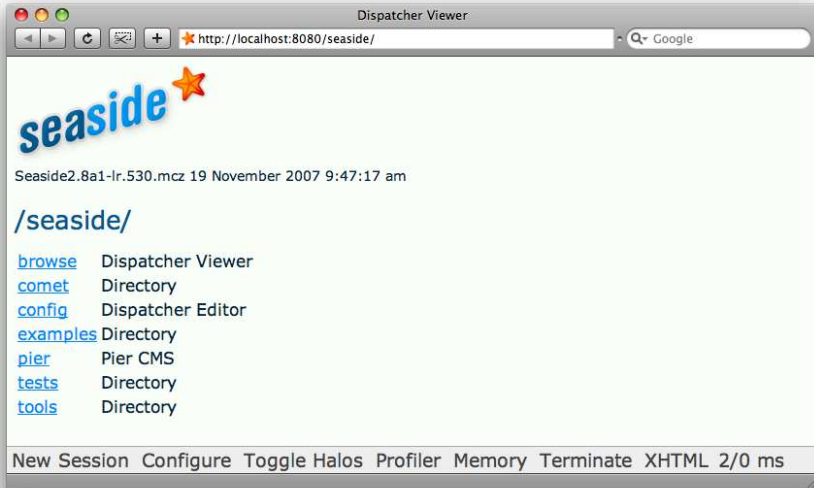 Dispatcher Viewer
http://localhost:8080/seaside/
Google
seaside
Seaside2.8a1-lr.530.mcz 19 November 2007 9:47:17 am
/seaside/
browse Dispatcher Viewer
comet Directory
config Dispatcher Editor
examples Directory
pier Pier CMS
tests Directory
tools Directory
New Session Configure Toggle Halos Profiler Memory Terminate XHTML 2/0 ms